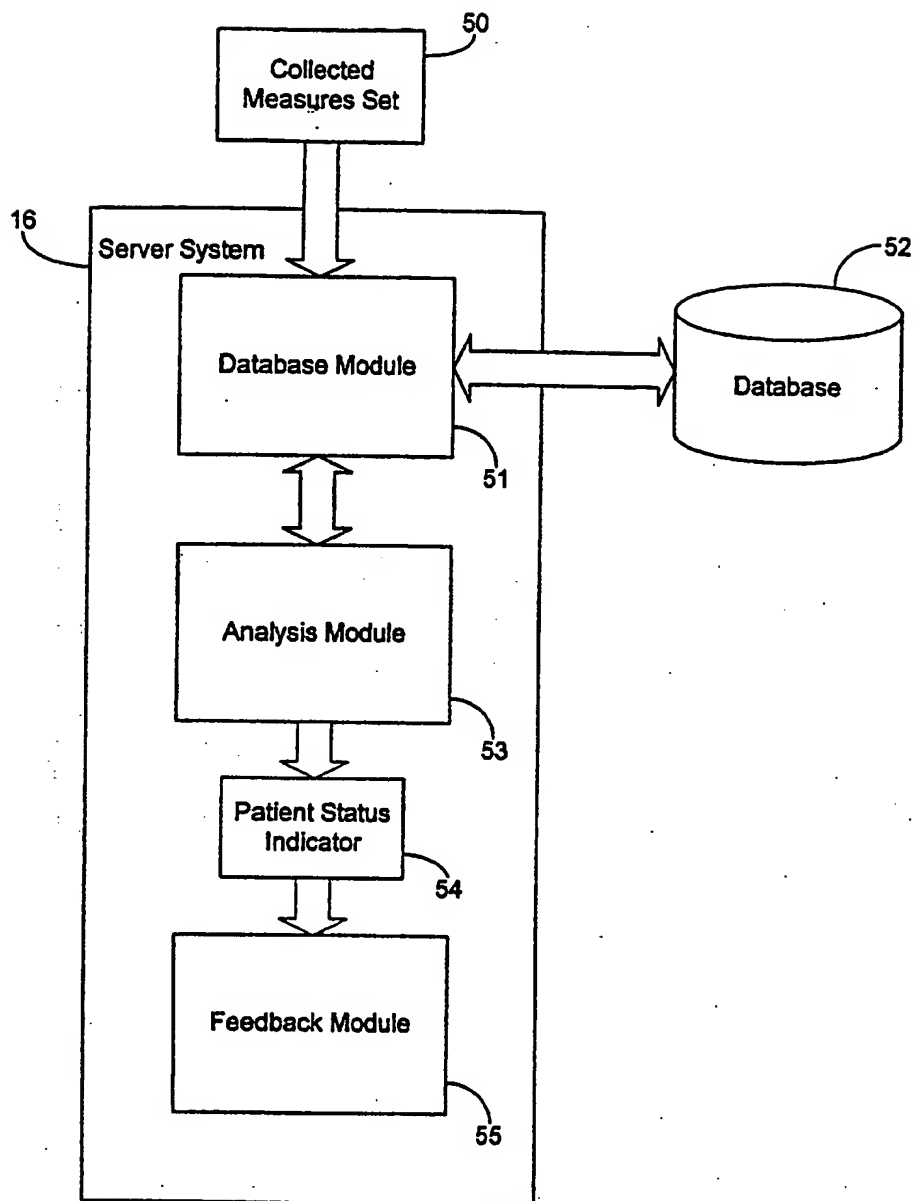 50
Collected
Measures Set
16
Server System
52
Database Module
Database
51
Analysis Module
53
Patient Status
Indicator
54
Feedback Module
55